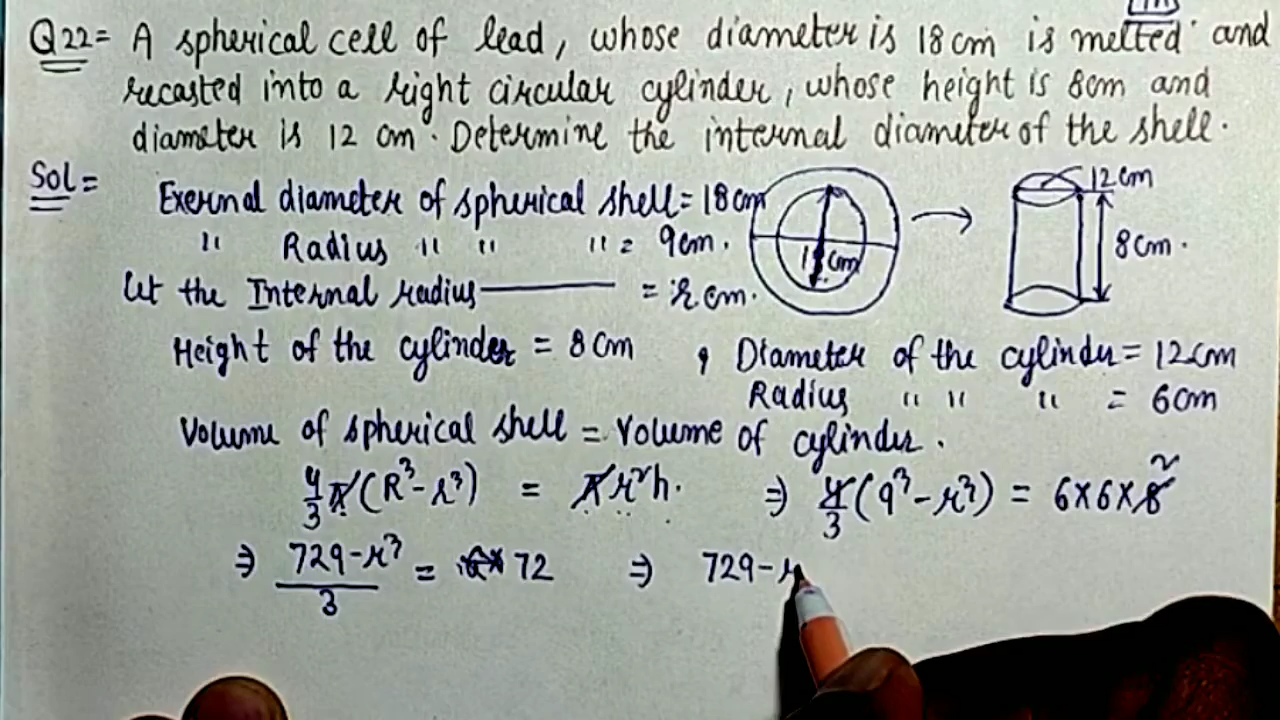 Q22= A spherical cell of lead, whose diameter is 18 cm is melted and
recasted into a right circular cylinder, whose height is 8cm and
diameter is 12 cm. Determine the internal diameter of the shell.
Sol= Exernal diameter of spherical shell = 18cm
" Radius " " " = 9cm.
let the Internal radius ——— = r cm.
12cm
8cm.
cm
Height of the cylinder = 8cm , Diameter of the cylinder = 12cm
Radius " " " = 6cm
Volume of spherical shell = Volume of cylinder.
4/3 π (R³-r³) = πr²h. ⇒ 4/3 (9³-r³) = 6×6×8 2
⇒ 729-r³/3 = 72 ⇒ 729-r